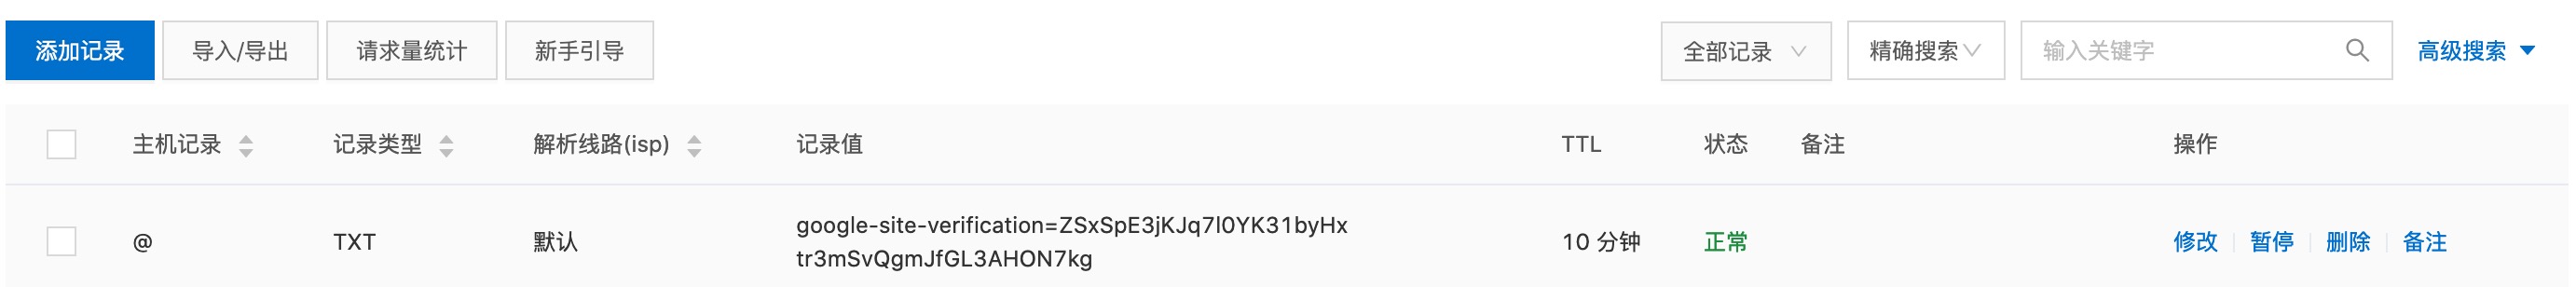 添加记录 导入/导出 请求量统计 新手引导 全部记录 精确搜索 输入关键字 高级搜索
主机记录 记录类型 解析线路(isp) 记录值 TTL 状态 备注 操作
@ TXT 默认 google-site-verification=ZSxSpE3jKJq7l0YK31byHx 10 分钟 正常 修改 暂停 删除 备注
tr3mSvQgmJfGL3AHON7kg